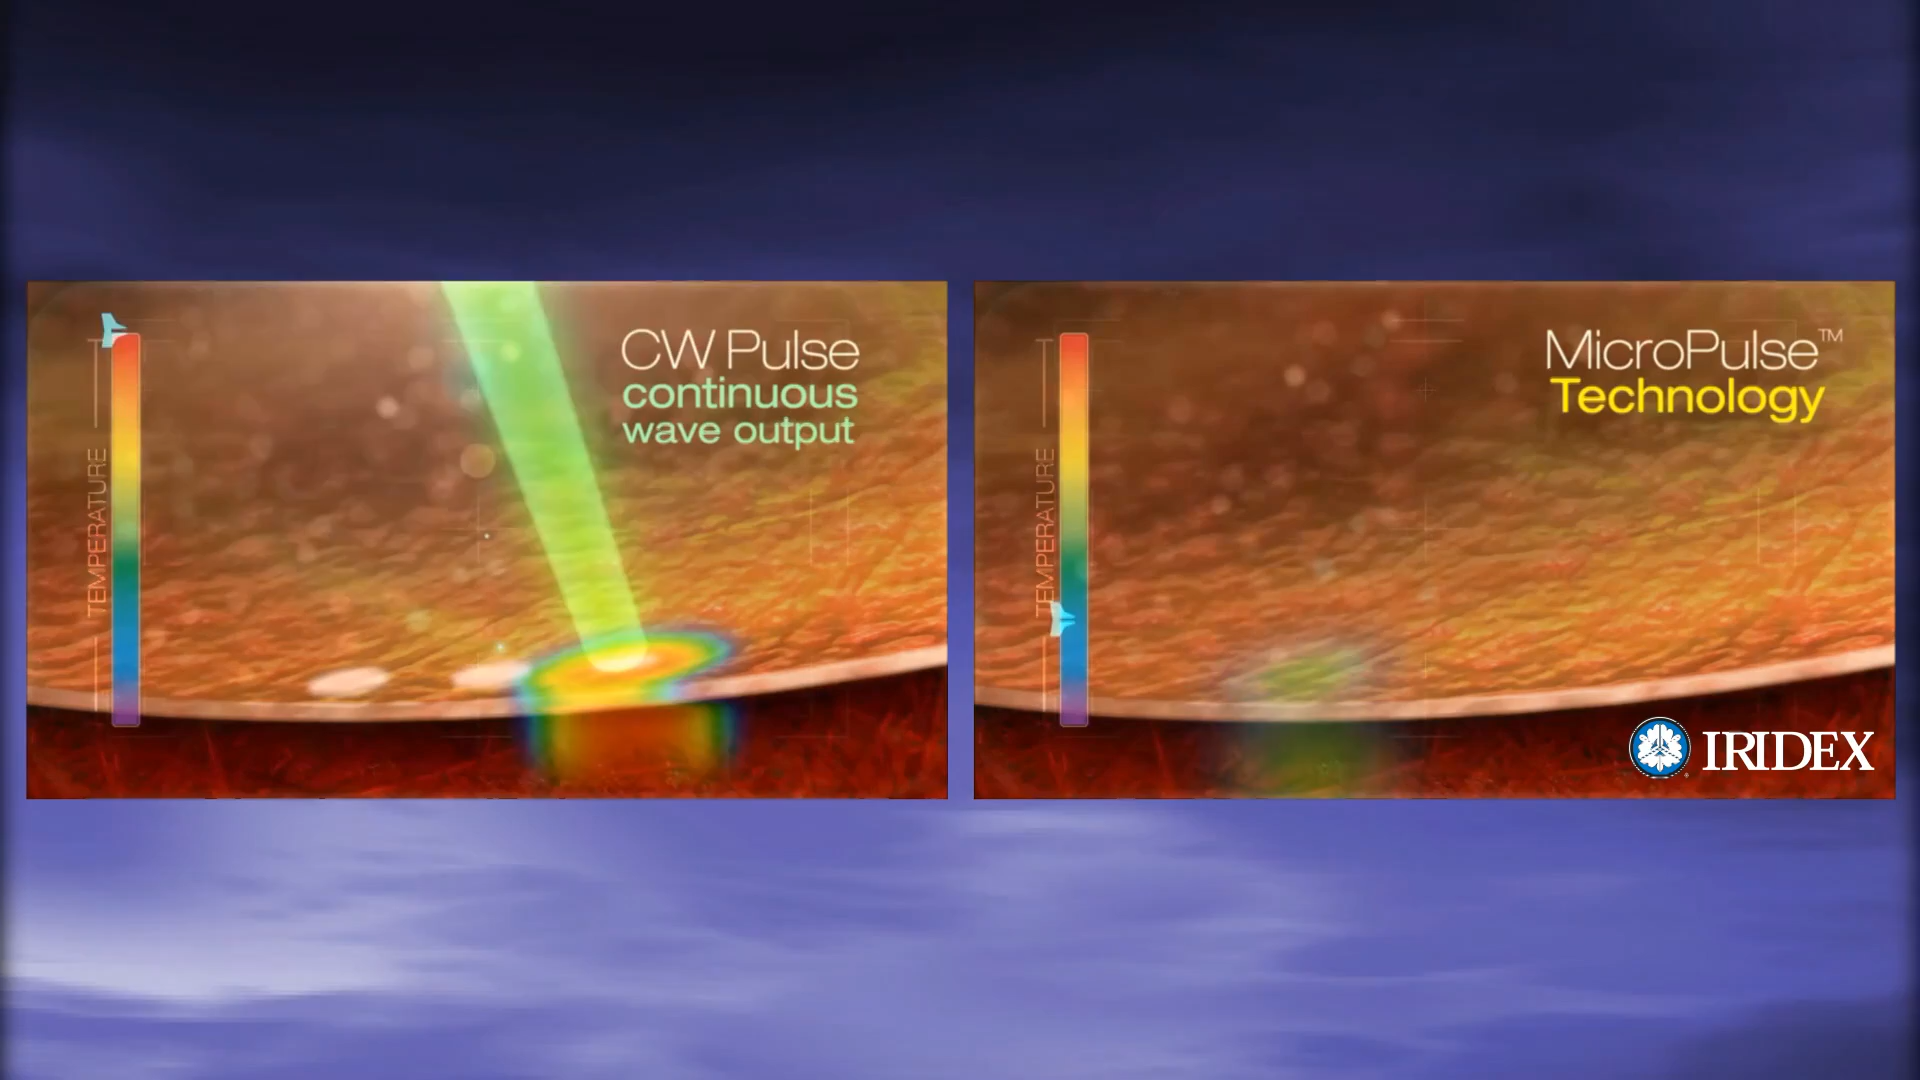 CW Pulse
continuous
wave output
TEMPERATURE
MicroPulse™
Technology
TEMPERATURE
IRIDEX